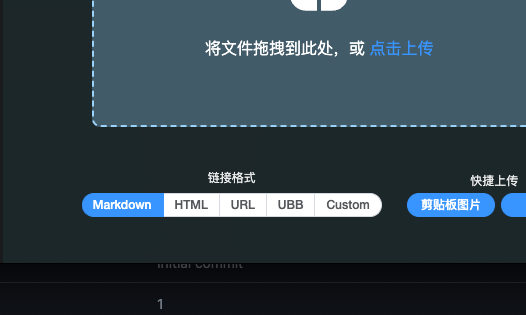 将文件拖拽到此处，或 点击上传
链接格式
快捷上传
Markdown HTML URL UBB Custom
剪贴板图片
Initial commit
1